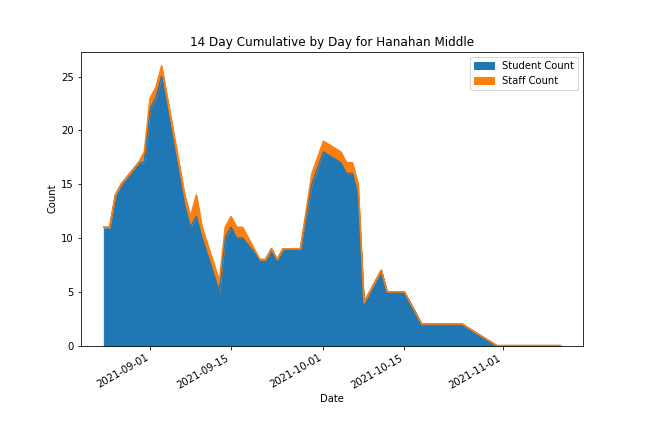 14 Day Cumulative by Day for Hanahan Middle
Student Count
Staff Count
25
20
15
10
5
0
Count
2021-09-01
2021-09-15
2021-10-01
2021-10-15
2021-11-01
Date